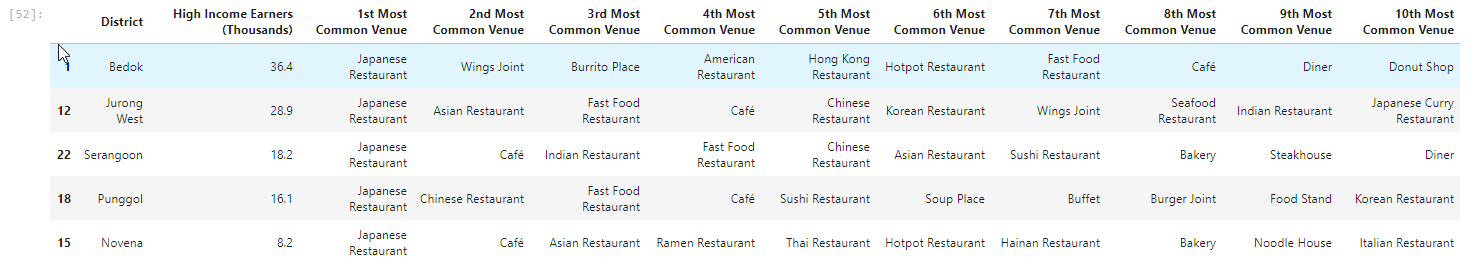 [52]:
District High Income Earners (Thousands) 1st Most Common Venue 2nd Most Common Venue 3rd Most Common Venue 4th Most Common Venue 5th Most Common Venue 6th Most Common Venue 7th Most Common Venue 8th Most Common Venue 9th Most Common Venue 10th Most Common Venue
1 Bedok 36.4 Japanese Restaurant Wings Joint Burrito Place American Restaurant Hong Kong Restaurant Hotpot Restaurant Fast Food Restaurant Café Diner Donut Shop
12 Jurong West 28.9 Japanese Restaurant Asian Restaurant Fast Food Restaurant Café Chinese Restaurant Korean Restaurant Wings Joint Seafood Restaurant Indian Restaurant Japanese Curry Restaurant
22 Serangoon 18.2 Japanese Restaurant Café Indian Restaurant Fast Food Restaurant Chinese Restaurant Asian Restaurant Sushi Restaurant Bakery Steakhouse Diner
18 Punggol 16.1 Japanese Restaurant Chinese Restaurant Fast Food Restaurant Café Sushi Restaurant Soup Place Buffet Burger Joint Food Stand Korean Restaurant
15 Novena 8.2 Japanese Restaurant Café Asian Restaurant Ramen Restaurant Thai Restaurant Hotpot Restaurant Hainan Restaurant Bakery Noodle House Italian Restaurant